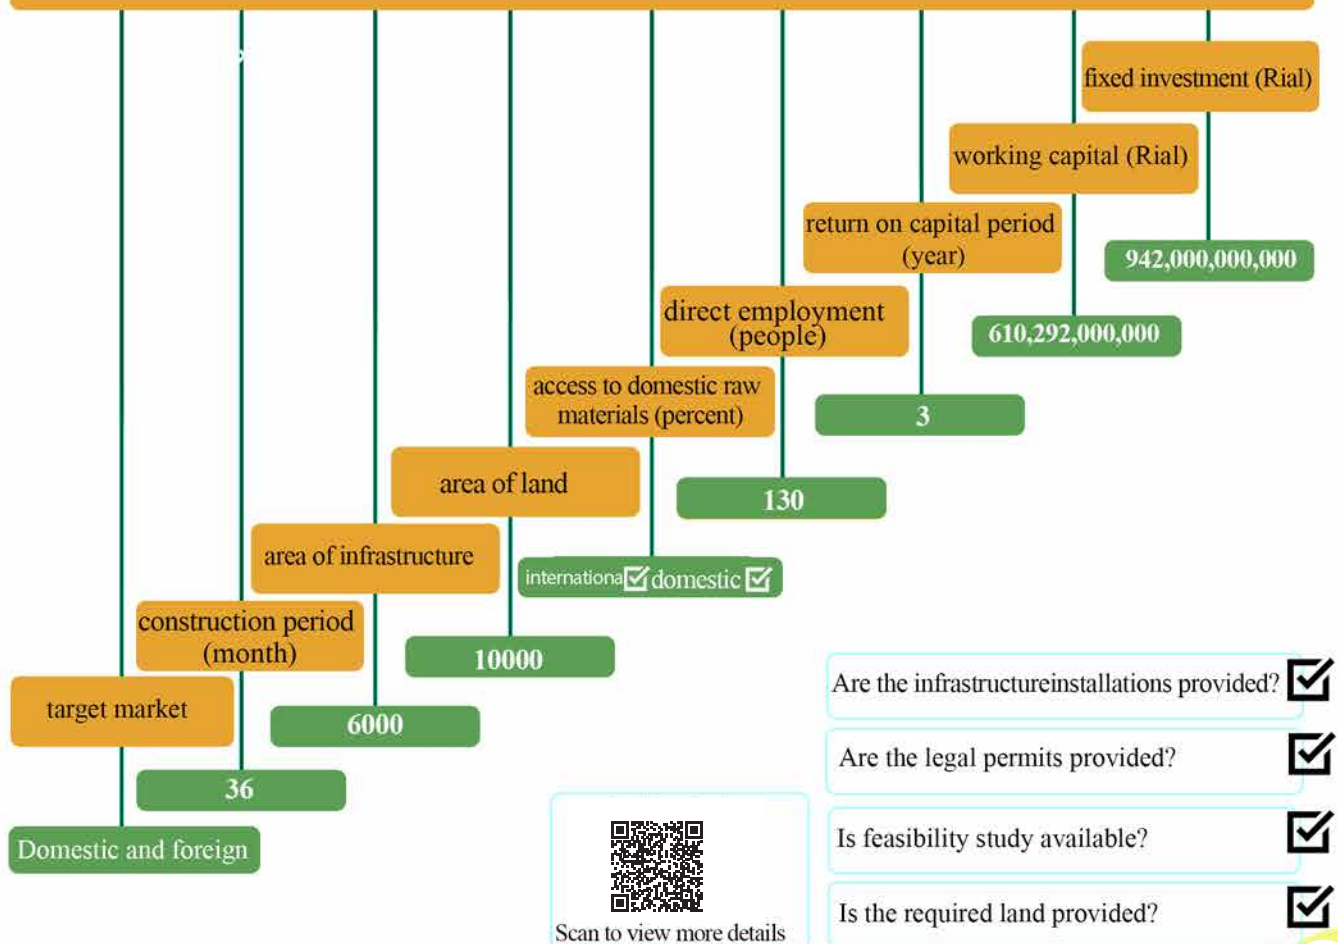 fixed investment (Rial)
942,000,000,000
working capital (Rial)
610,292,000,000
return on capital period
(year)
3
direct employment
(people)
130
access to domestic raw
materials (percent)
internationa domestic
area of land
10000
area of infrastructure
6000
construction period
(month)
36
target market
Domestic and foreign
Are the infrastructureinstallations provided?
Are the legal permits provided?
Is feasibility study available?
Is the required land provided?
Scan to view more details